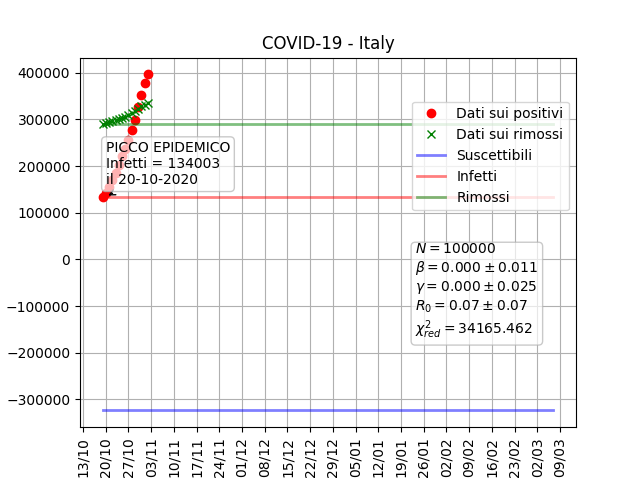 COVID-19 - Italy
400000
300000
200000
100000
0
−100000
−200000
−300000
Dati sui positivi
Dati sui rimossi
Suscettibili
Infetti
Rimossi
PICCO EPIDEMICO
Infetti = 134003
il 20-10-2020
N = 100000
β = 0.000 ± 0.011
γ = 0.000 ± 0.025
R₀ = 0.07 ± 0.07
χ²red = 34165.462
13/10
20/10
27/10
03/11
10/11
17/11
24/11
01/12
08/12
15/12
22/12
29/12
05/01
12/01
19/01
26/01
02/02
09/02
16/02
23/02
02/03
09/03